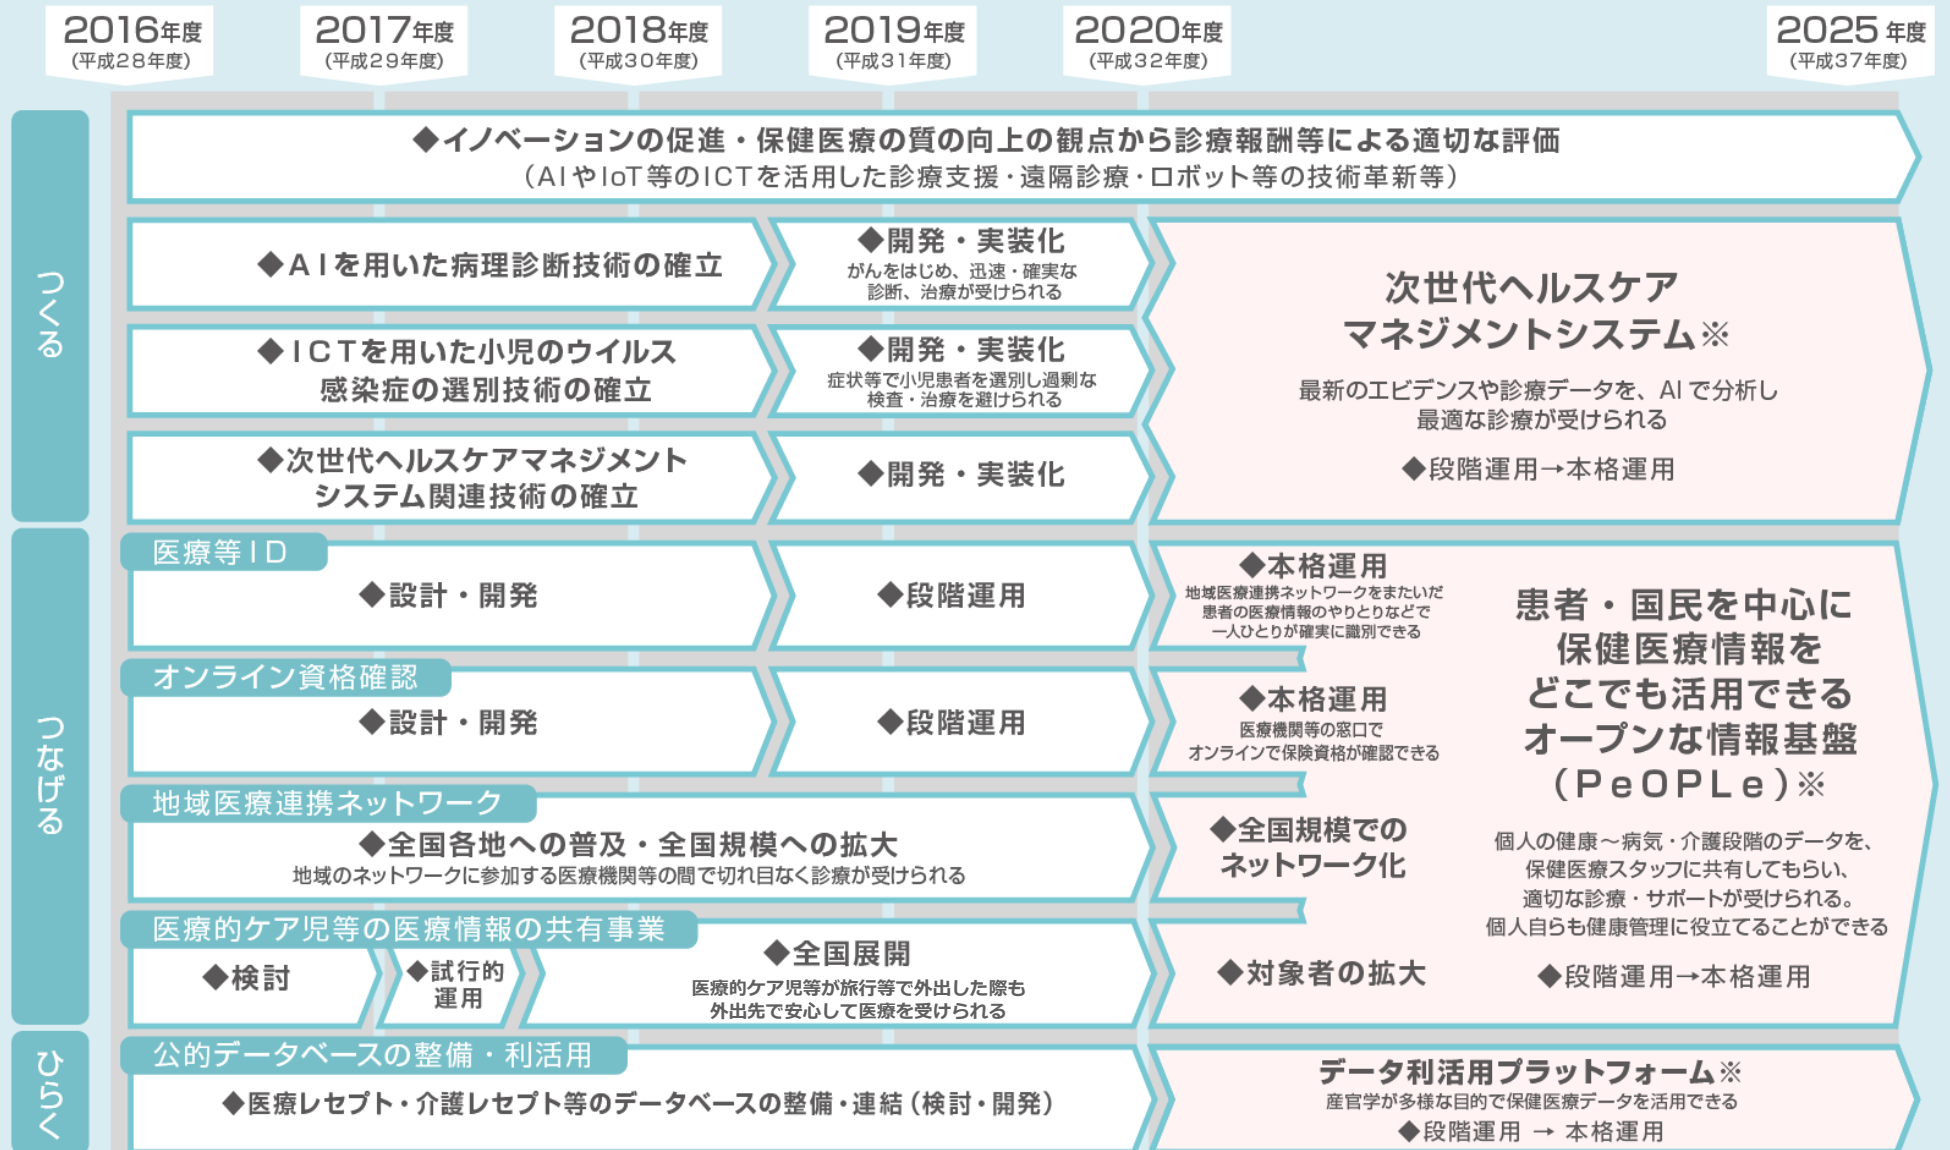 2016年度
(平成28年度)
2017年度
(平成29年度)
2018年度
(平成30年度)
2019年度
(平成31年度)
2020年度
(平成32年度)
2025年度
(平成37年度)
つくる
◆イノベーションの促進・保健医療の質の向上の観点から診療報酬等による適切な評価
(AIやIoT等のICTを活用した診療支援・遠隔診療・ロボット等の技術革新等)
◆AIを用いた病理診断技術の確立
◆開発・実装化
がんをはじめ、迅速・確実な
診断、治療が受けられる
◆ICTを用いた小児のウイルス
感染症の選別技術の確立
◆開発・実装化
症状等で小児患者を選別し過剰な
検査・治療を避けられる
◆次世代ヘルスケアマネジメント
システム関連技術の確立
◆開発・実装化
次世代ヘルスケア
マネジメントシステム※
最新のエビデンスや診療データを、AIで分析し
最適な診療が受けられる
◆段階運用→本格運用
つなげる
医療等ID
◆設計・開発
◆段階運用
◆本格運用
地域医療連携ネットワークをまたいだ
患者の医療情報のやりとりなどで
一人ひとりが確実に識別できる
オンライン資格確認
◆設計・開発
◆段階運用
◆本格運用
医療機関等の窓口で
オンラインで保険資格が確認できる
地域医療連携ネットワーク
◆全国各地への普及・全国規模への拡大
地域のネットワークに参加する医療機関等の間で切れ目なく診療が受けられる
◆全国規模での
ネットワーク化
医療的ケア児等の医療情報の共有事業
◆検討
◆試行的
運用
◆全国展開
医療的ケア児等が旅行等で外出した際も
外出先で安心して医療を受けられる
◆対象者の拡大
患者・国民を中心に
保健医療情報を
どこでも活用できる
オープンな情報基盤
(PeOPLe)※
個人の健康～病気・介護段階のデータを、
保健医療スタッフに共有してもらい、
適切な診療・サポートが受けられる。
個人自らも健康管理に役立てることができる
◆段階運用→本格運用
ひらく
公的データベースの整備・利活用
◆医療レセプト・介護レセプト等のデータベースの整備・連結(検討・開発)
データ利活用プラットフォーム※
産官学が多様な目的で保健医療データを活用できる
◆段階運用 → 本格運用